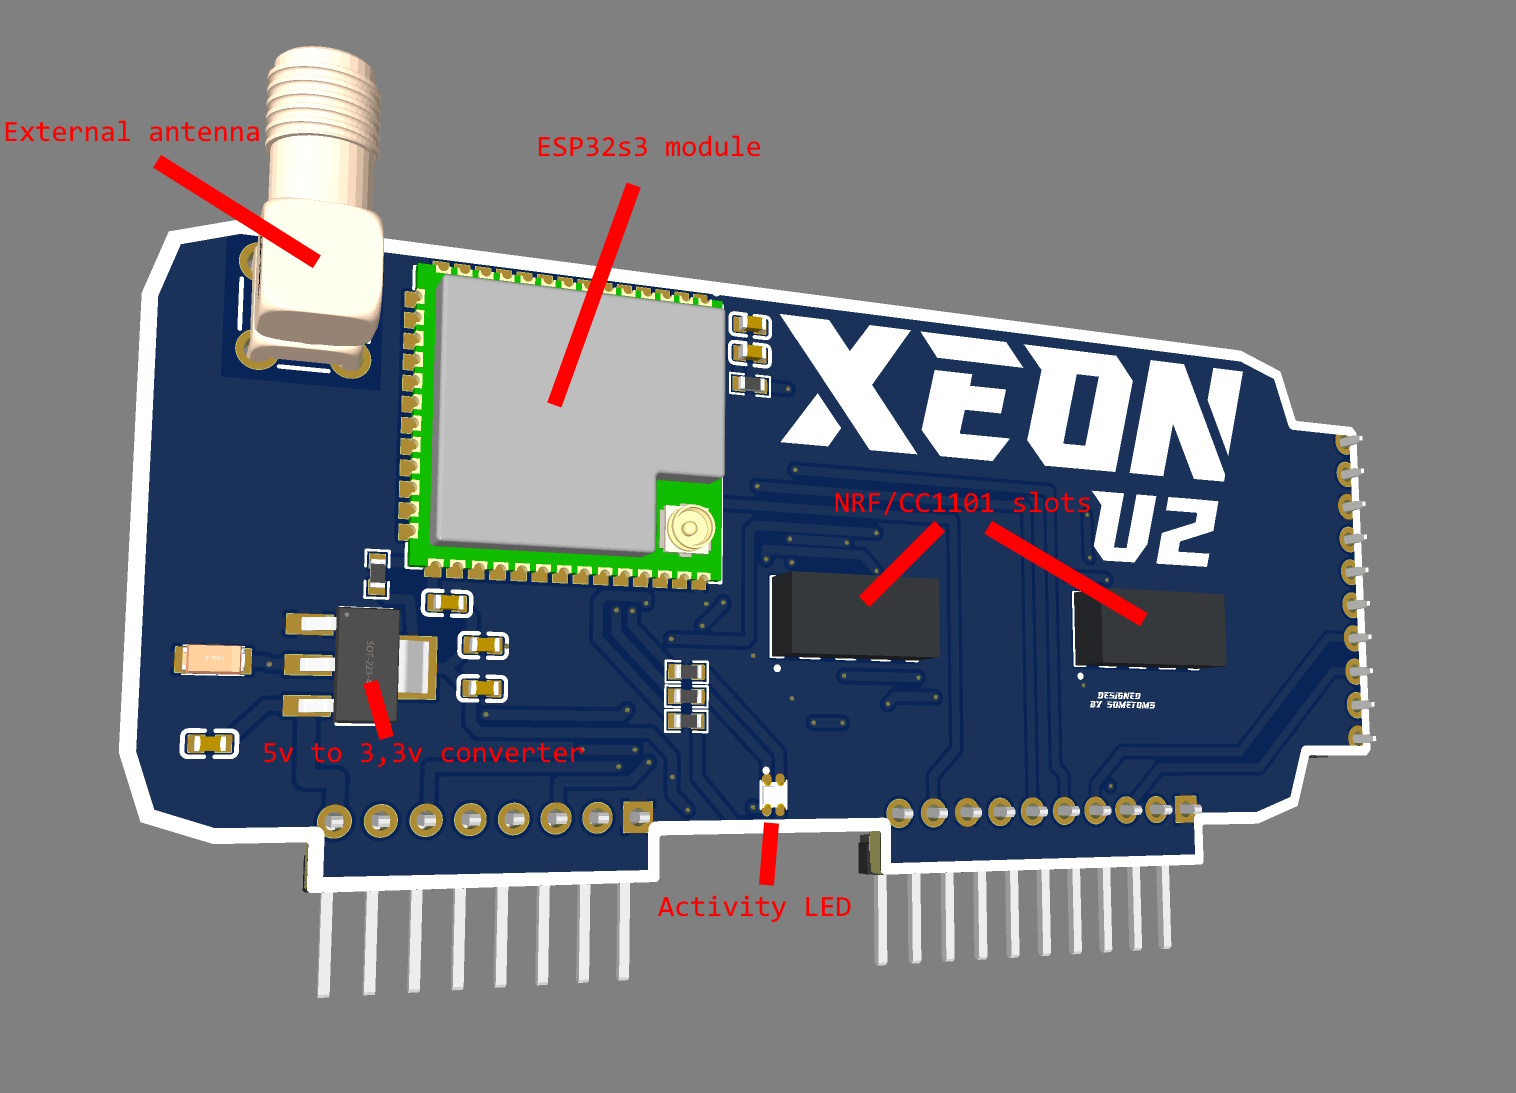 External antenna
ESP32s3 module
XEON
V2
NRF/CC1101 slots
SOT-223-4
DESIGNED
BY SOMETOMS
5v to 3,3v converter
Activity LED